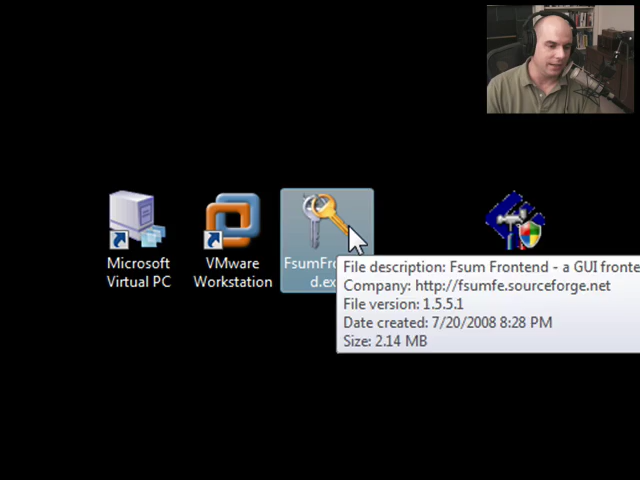 Microsoft
Virtual PC
VMware
Workstation
FsumFro
d.ex
File description: Fsum Frontend - a GUI fronte
Company: http://fsumfe.sourceforge.net
File version: 1.5.5.1
Date created: 7/20/2008 8:28 PM
Size: 2.14 MB